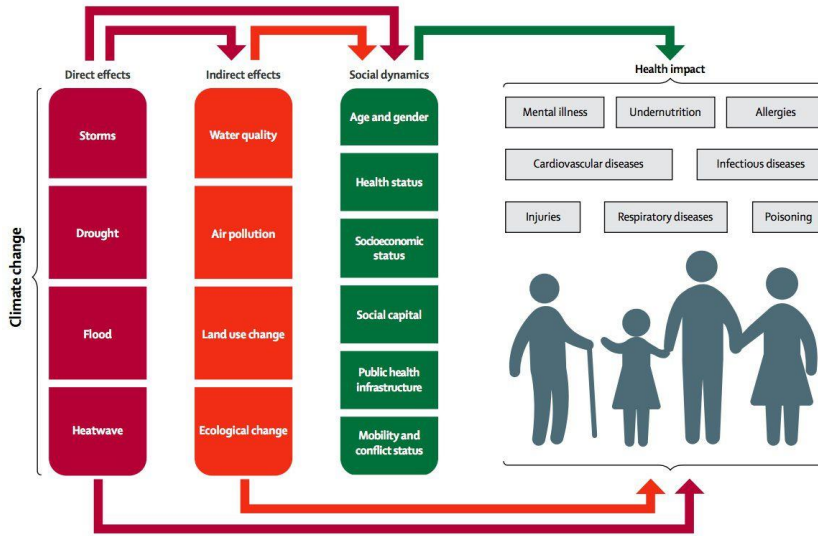 Direct effects
Indirect effects
Social dynamics
Health impact
Climate change
Storms
Drought
Flood
Heatwave
Water quality
Air pollution
Land use change
Ecological change
Age and gender
Health status
Socioeconomic
status
Social capital
Public health
infrastructure
Mobility and
conflict status
Mental illness
Undernutrition
Allergies
Cardiovascular diseases
Infectious diseases
Injuries
Respiratory diseases
Poisoning